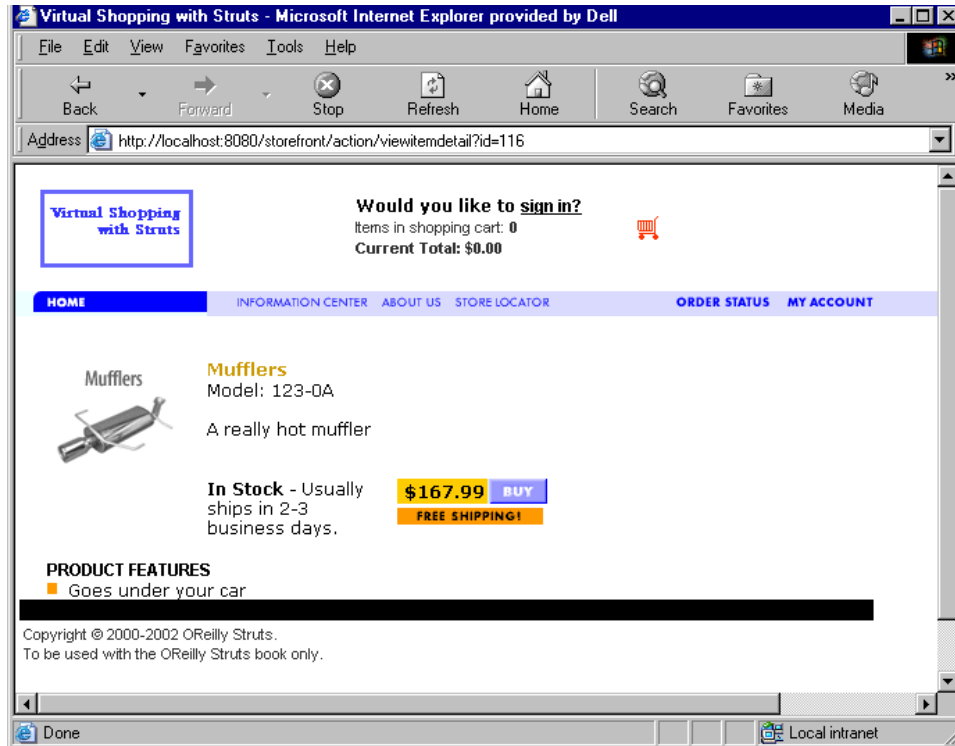 Virtual Shopping with Struts - Microsoft Internet Explorer provided by Dell
File Edit View Favorites Tools Help
Back Forward Stop Refresh Home Search Favorites Media »
Address http://localhost:8080/storefront/action/viewitemdetail?id=116
Virtual Shopping
with Struts
Would you like to sign in?
Items in shopping cart: 0
Current Total: $0.00
HOME INFORMATION CENTER ABOUT US STORE LOCATOR ORDER STATUS MY ACCOUNT
Mufflers
Mufflers
Model: 123-0A
A really hot muffler
In Stock - Usually
ships in 2-3
business days.
$167.99 BUY
FREE SHIPPING!
PRODUCT FEATURES
Goes under your car
Copyright © 2000-2002 OReilly Struts.
To be used with the OReilly Struts book only.
Done Local intranet